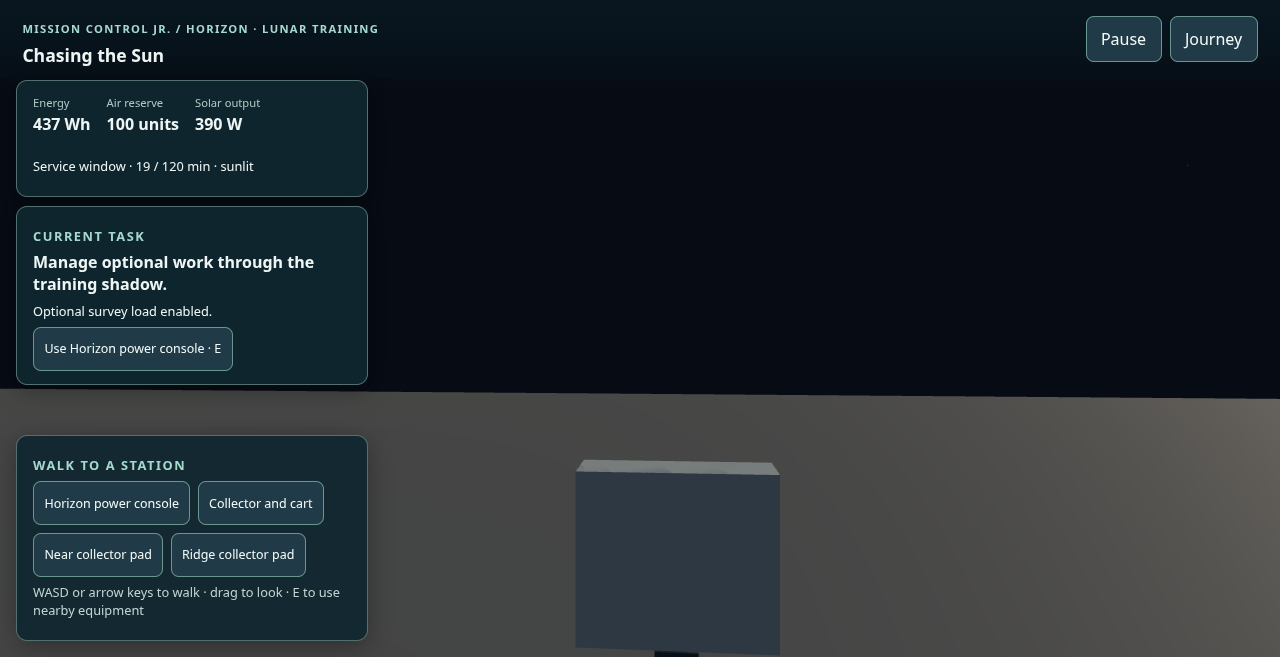 MISSION CONTROL JR. / HORIZON · LUNAR TRAINING
Chasing the Sun
Pause
Journey
Energy
Air reserve
Solar output
437 Wh
100 units
390 W
Service window · 19 / 120 min · sunlit
CURRENT TASK
Manage optional work through the
training shadow.
Optional survey load enabled.
Use Horizon power console · E
WALK TO A STATION
Horizon power console
Collector and cart
Near collector pad
Ridge collector pad
WASD or arrow keys to walk · drag to look · E to use
nearby equipment